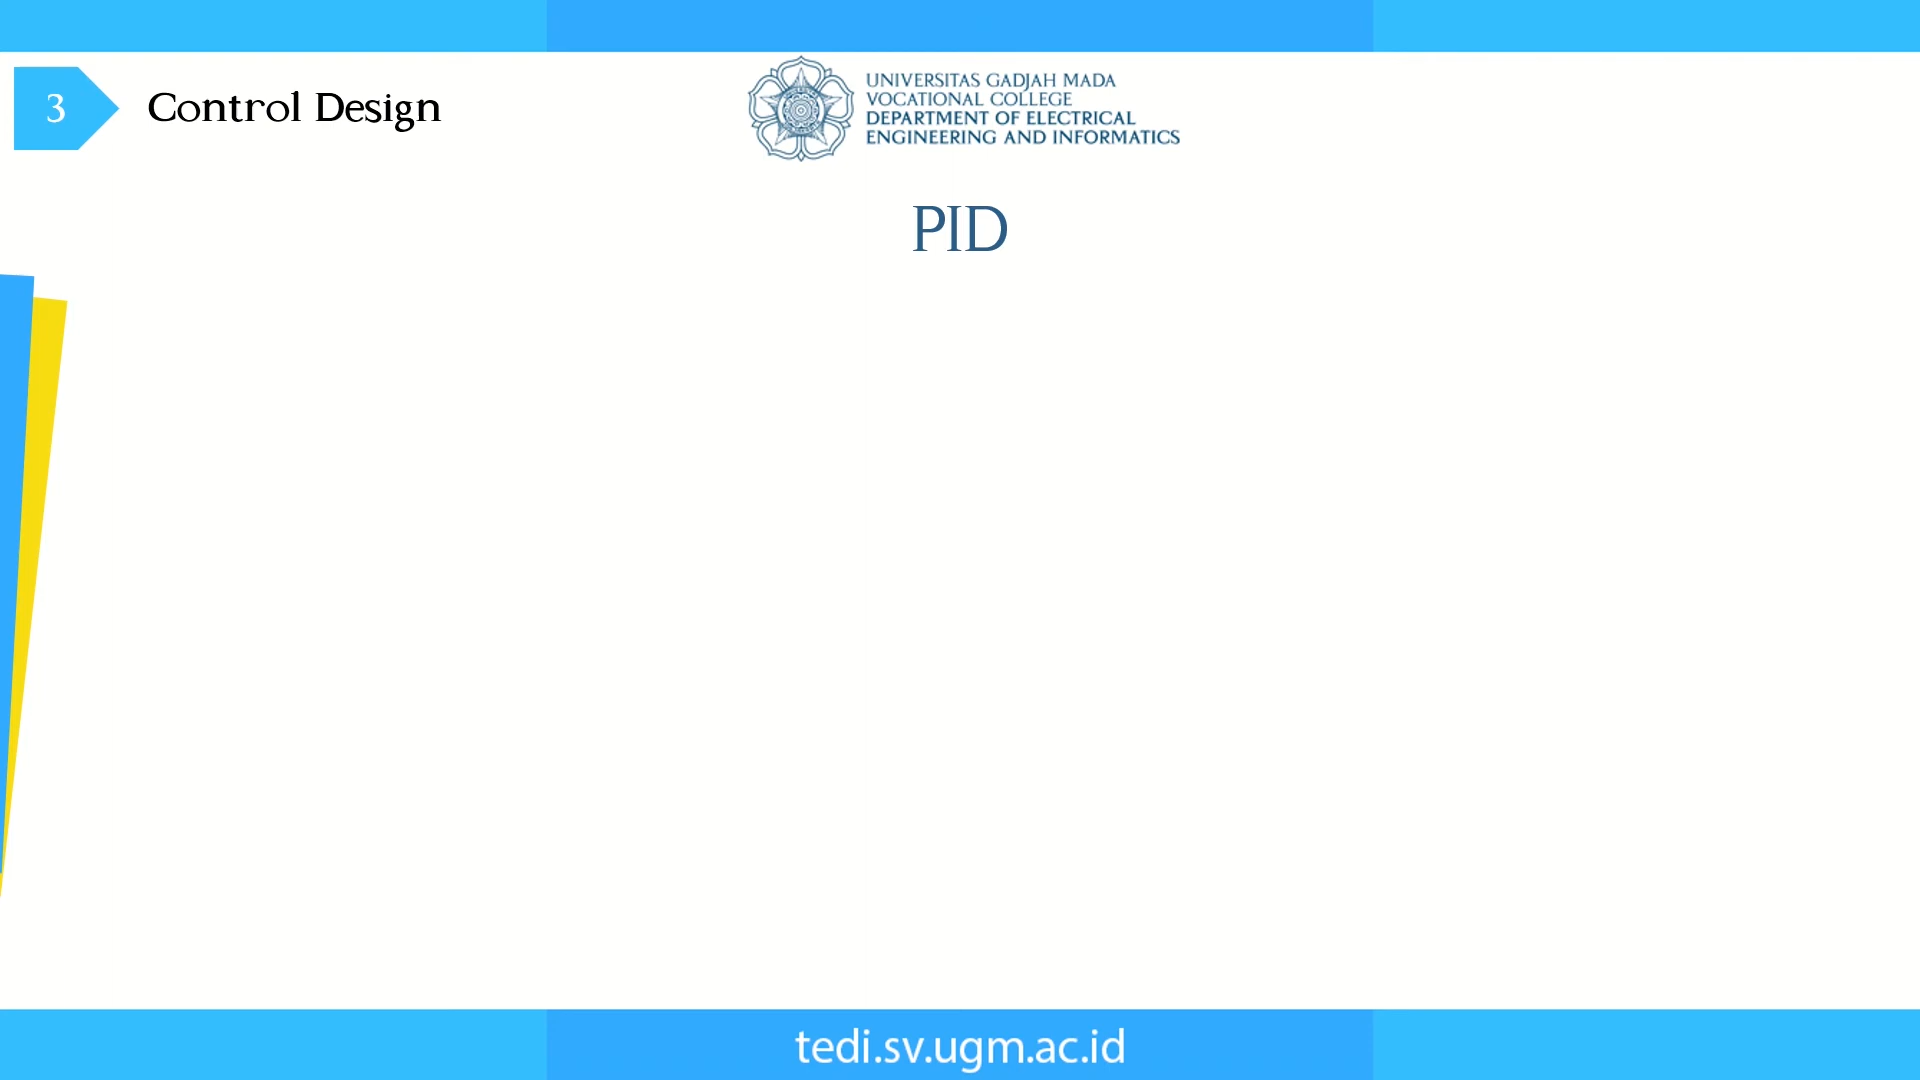 3
Control Design
UNIVERSITAS GADJAH MADA
VOCATIONAL COLLEGE
DEPARTMENT OF ELECTRICAL
ENGINEERING AND INFORMATICS
PID
tedi.sv.ugm.ac.id